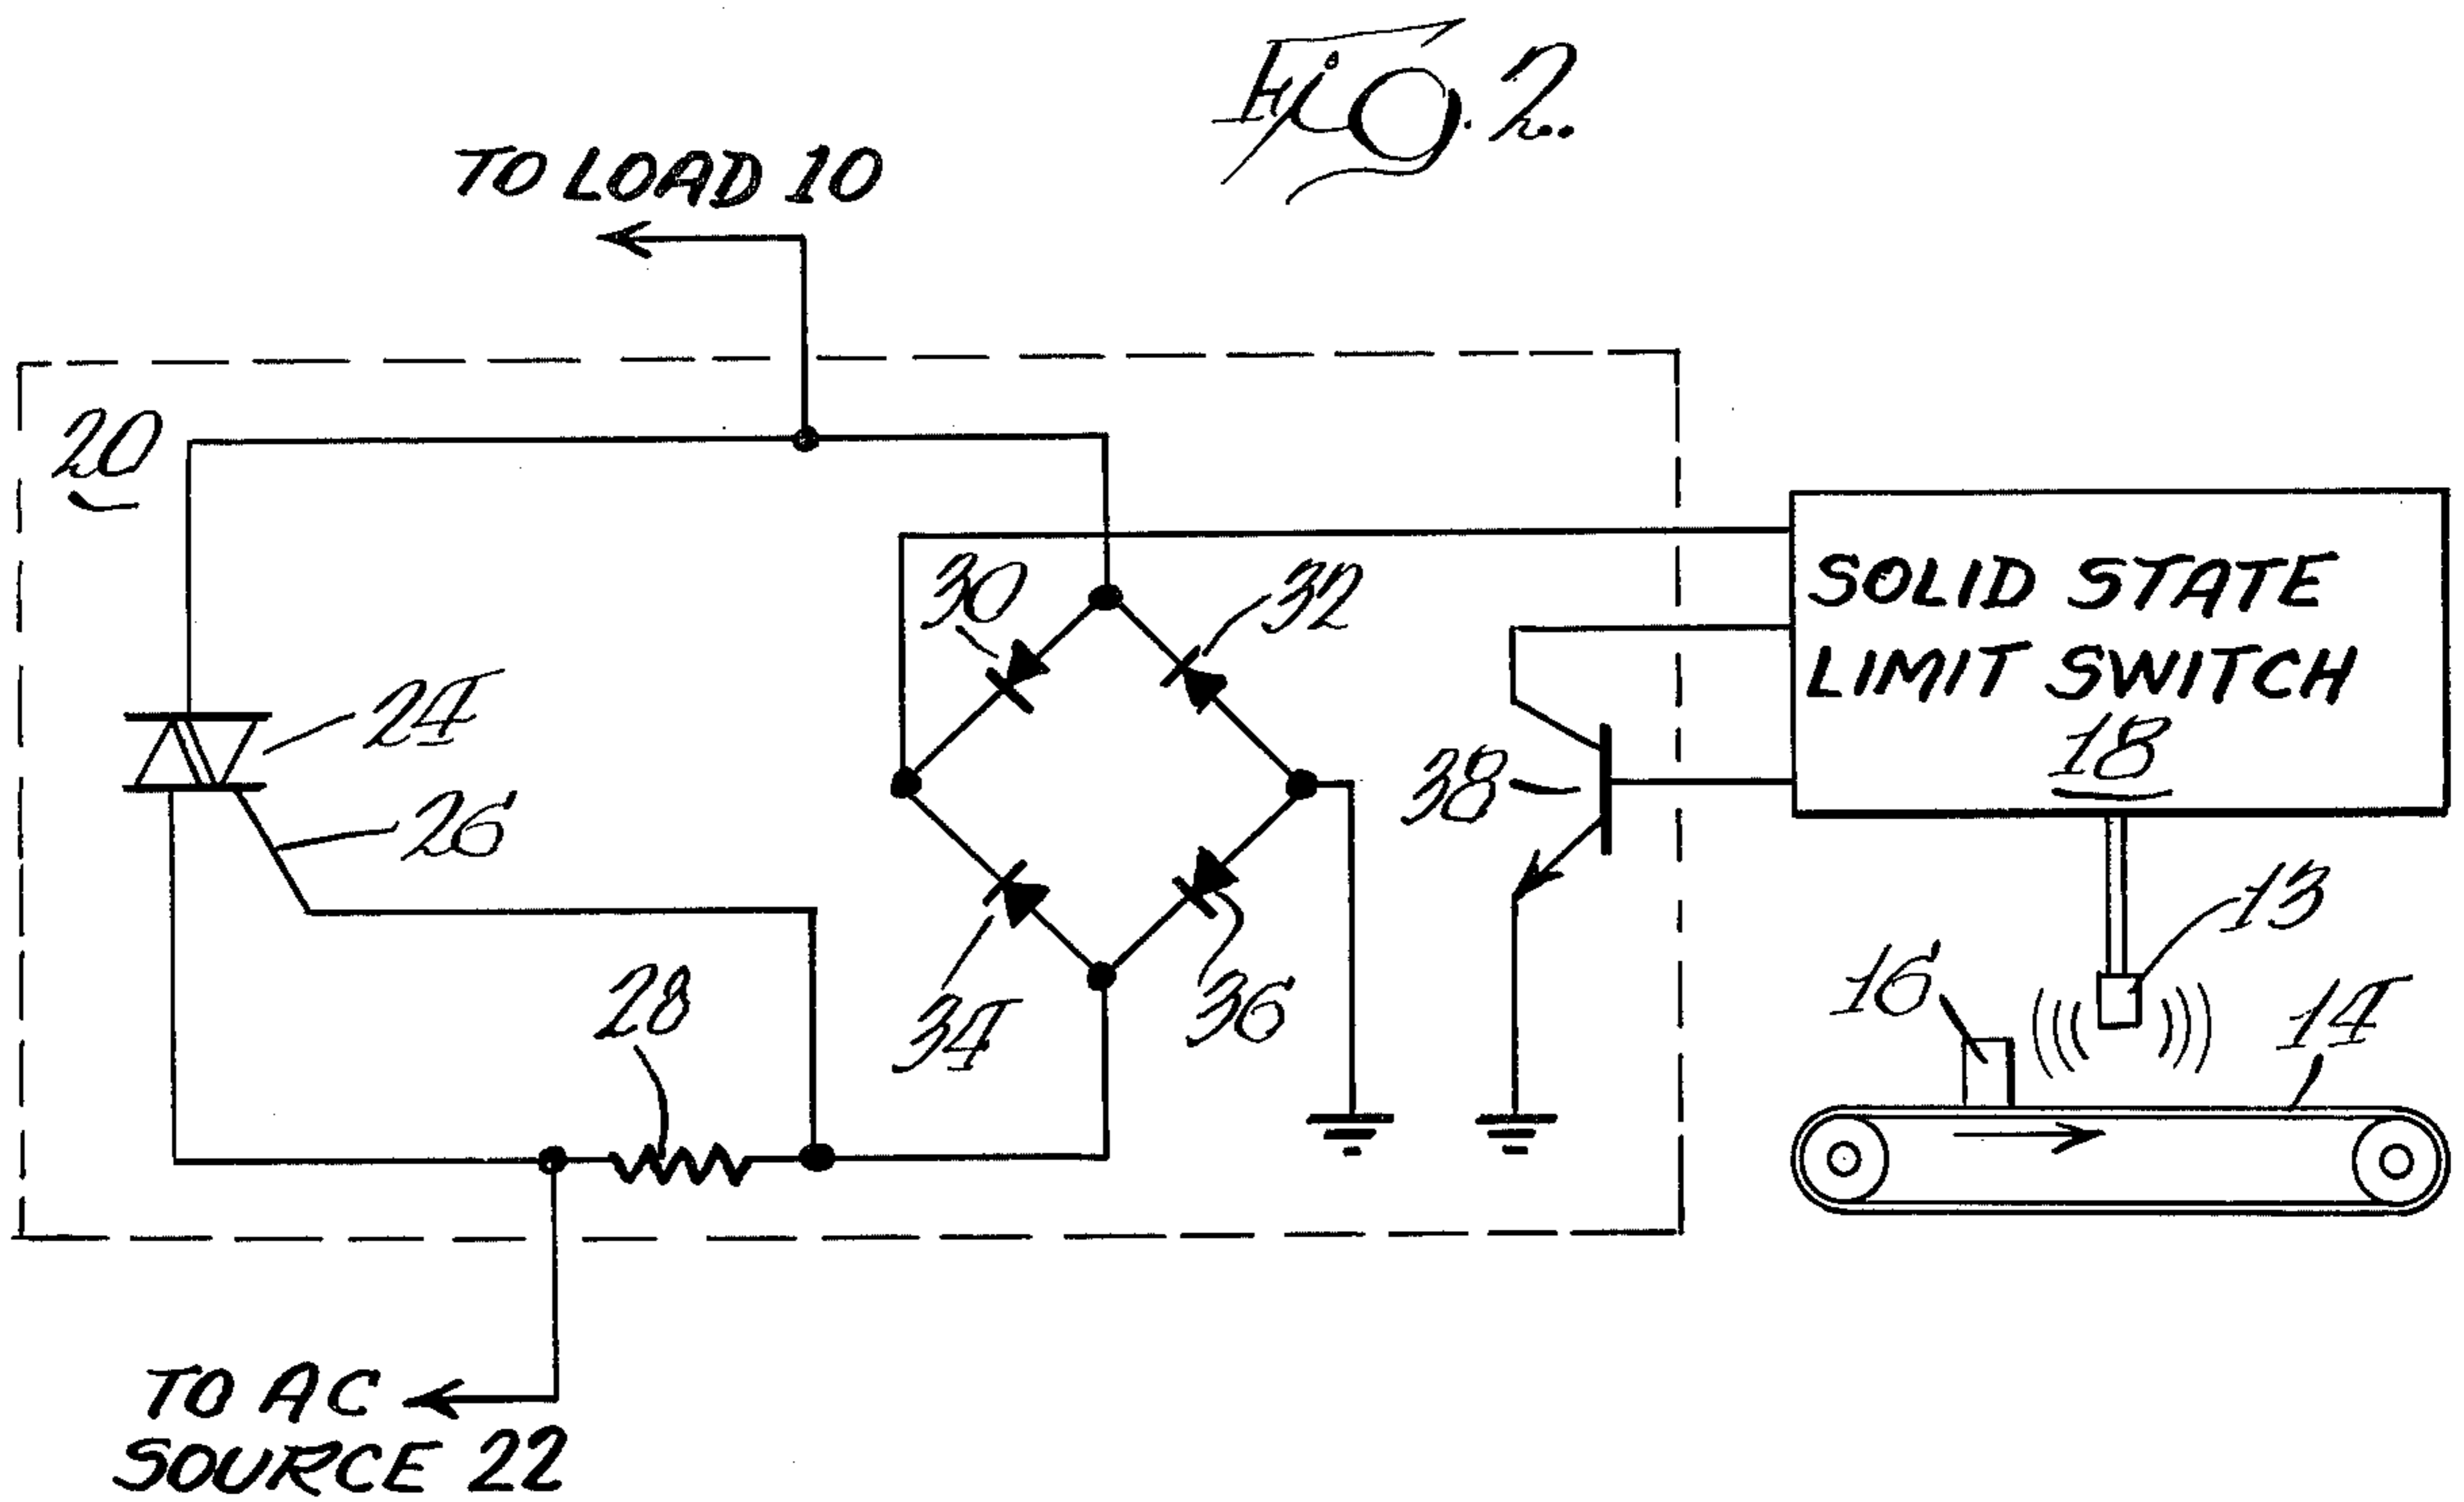 Fig. 2.
TO LOAD 10
20
30
32
SOLID STATE
LIMIT SWITCH
18
24
38
26
13
16
28
34
36
14
TO AC
SOURCE 22